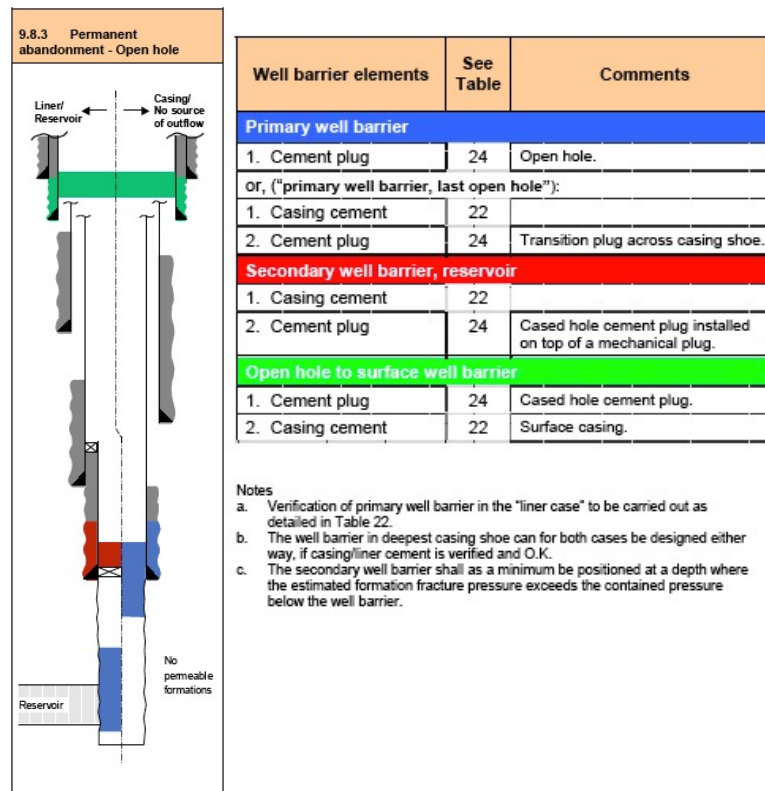 9.8.3 Permanent
abandonment - Open hole
Liner/
Reservoir
Casing/
No source
of outflow
No
permeable
formations
Reservoir
Well barrier elements See Table Comments
Primary well barrier
1. Cement plug 24 Open hole.
or, ("primary well barrier, last open hole"):
1. Casing cement 22
2. Cement plug 24 Transition plug across casing shoe.
Secondary well barrier, reservoir
1. Casing cement 22
2. Cement plug 24 Cased hole cement plug installed
on top of a mechanical plug.
Open hole to surface well barrier
1. Cement plug 24 Cased hole cement plug.
2. Casing cement 22 Surface casing.
Notes
a. Verification of primary well barrier in the "liner case" to be carried out as
detailed in Table 22.
b. The well barrier in deepest casing shoe can for both cases be designed either
way, if casing/liner cement is verified and O.K.
c. The secondary well barrier shall as a minimum be positioned at a depth where
the estimated formation fracture pressure exceeds the contained pressure
below the well barrier.